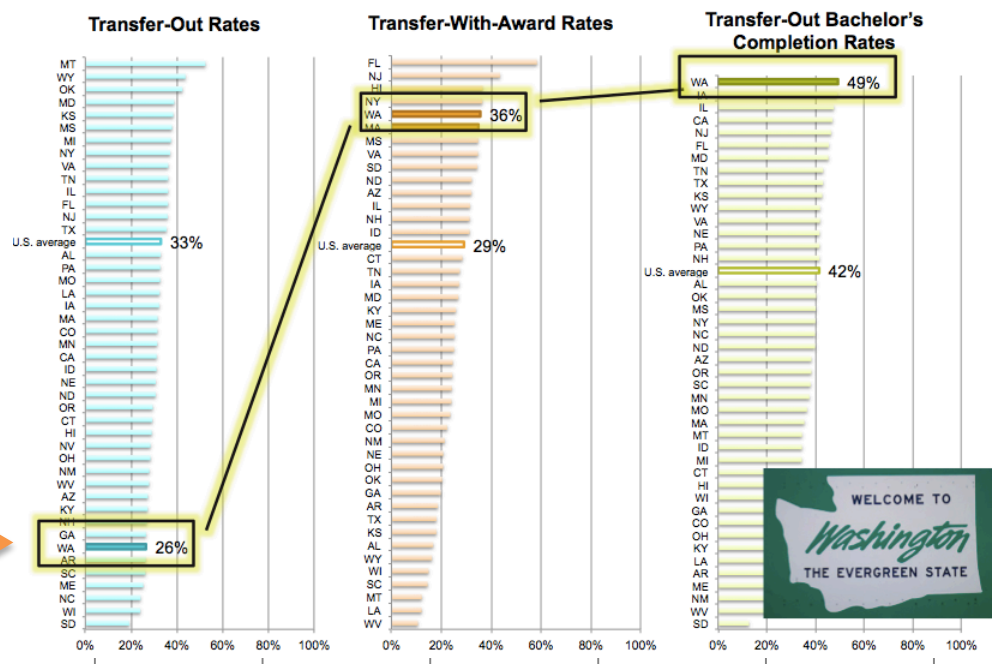 Transfer-Out Rates
MT
WY
OK
MD
KS
MS
MI
NY
VA
TN
IL
FL
NJ
TX
U.S. average 33%
AL
PA
MO
LA
IA
MA
CO
MN
CA
ID
NE
ND
OR
CT
HI
NV
OH
NM
WV
AZ
KY
NH
GA
WA 26%
AR
SC
ME
NC
WI
SD
0% 20% 40% 60% 80% 100%
Transfer-With-Award Rates
FL
NJ
HI
NY
WA 36%
MA
MS
VA
SD
ND
AZ
IL
NH
ID
U.S. average 29%
CT
TN
IA
MD
KY
ME
NC
PA
CA
OR
MN
MI
MO
CO
NM
NE
OH
OK
GA
AR
TX
KS
AL
WY
WI
SC
MT
LA
WV
0% 20% 40% 60% 80% 100%
Transfer-Out Bachelor's
Completion Rates
WA 49%
IA
IL
CA
NJ
FL
MD
TN
TX
KS
WY
VA
NE
PA
NH
U.S. average 42%
AL
OK
MS
NY
NC
ND
AZ
OR
SC
MN
MO
MA
MT
ID
MI
CT
HI
WI
GA
CO
OH
KY
LA
AR
ME
NM
WV
SD
0% 20% 40% 60% 80% 100%
WELCOME TO
Washington
THE EVERGREEN STATE